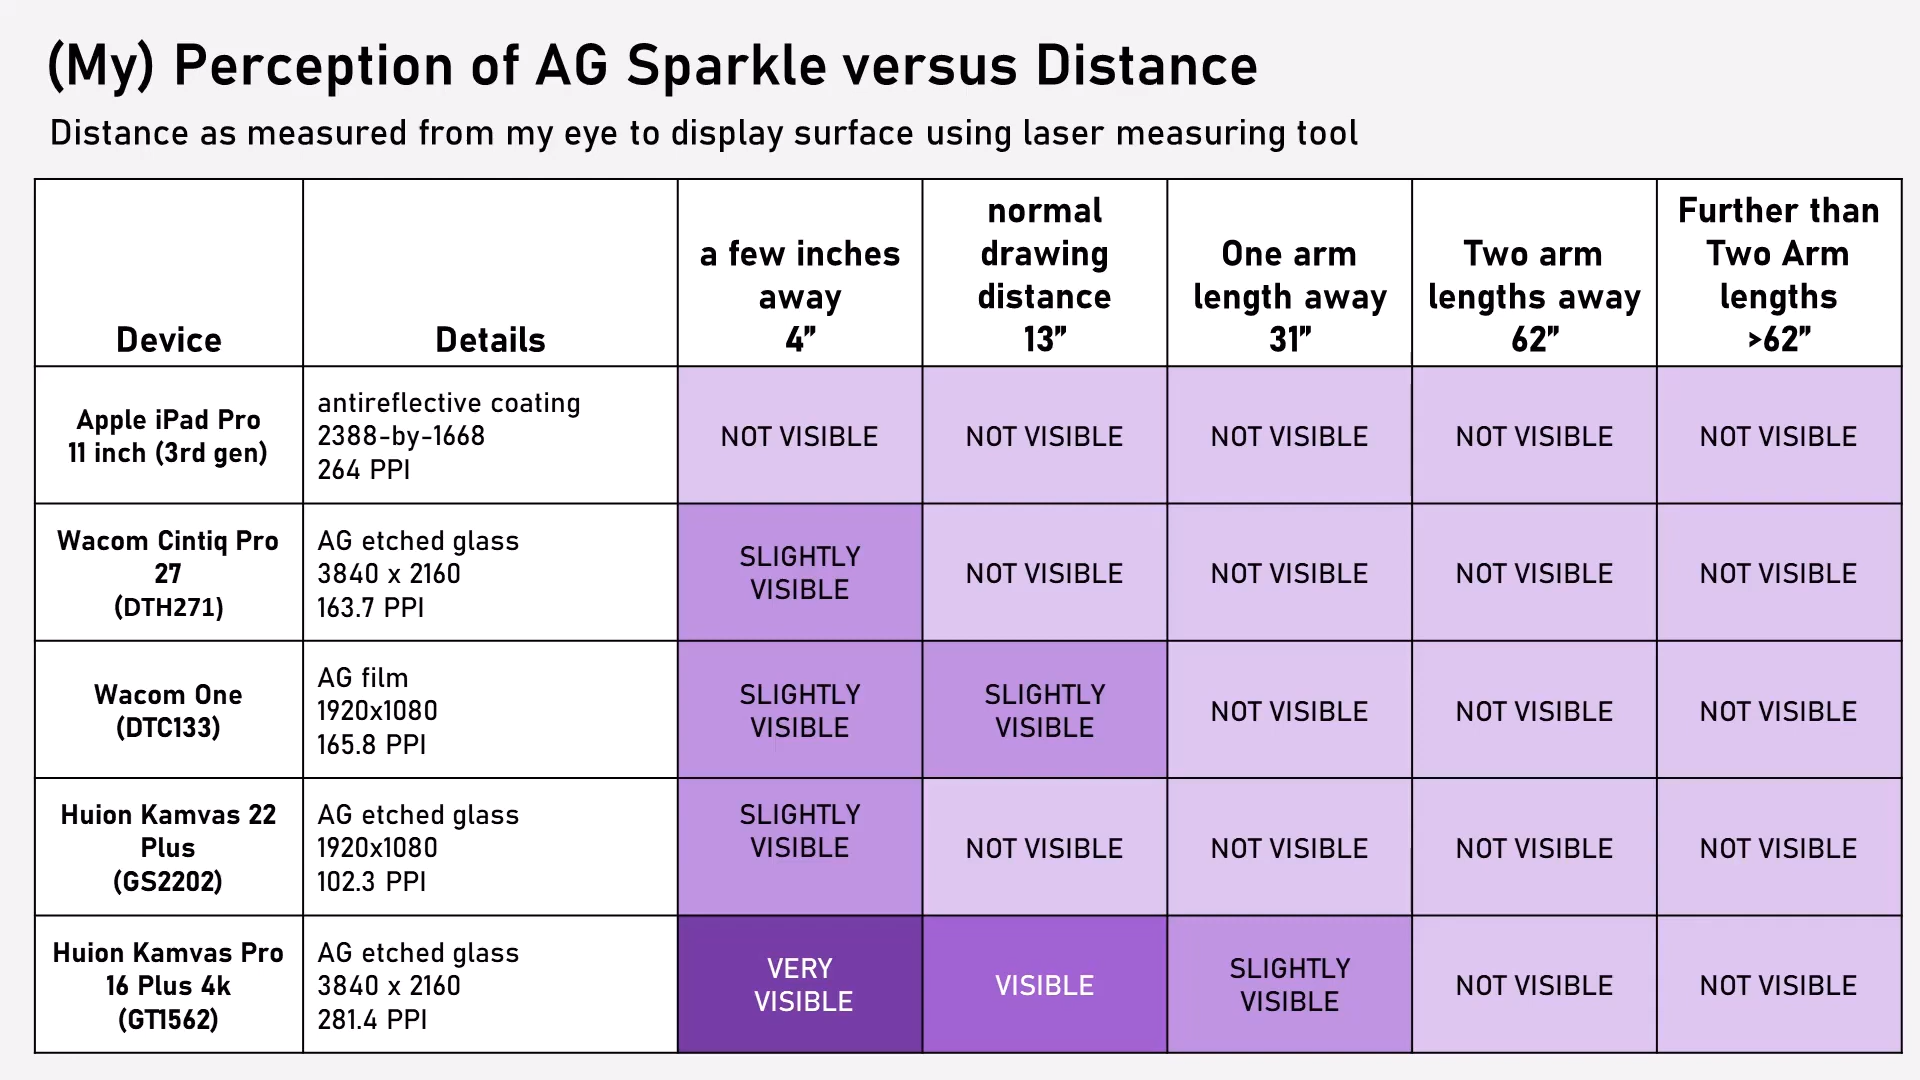 (My) Perception of AG Sparkle versus Distance
Distance as measured from my eye to display surface using laser measuring tool
Device
Details
a few inches
away
4”
normal
drawing
distance
13”
One arm
length away
31”
Two arm
lengths away
62”
Further than
Two Arm
lengths
>62”
Apple iPad Pro
11 inch (3rd gen)
antireflective coating
2388-by-1668
264 PPI
NOT VISIBLE
NOT VISIBLE
NOT VISIBLE
NOT VISIBLE
NOT VISIBLE
Wacom Cintiq Pro
27
(DTH271)
AG etched glass
3840 x 2160
163.7 PPI
SLIGHTLY
VISIBLE
NOT VISIBLE
NOT VISIBLE
NOT VISIBLE
NOT VISIBLE
Wacom One
(DTC133)
AG film
1920x1080
165.8 PPI
SLIGHTLY
VISIBLE
SLIGHTLY
VISIBLE
NOT VISIBLE
NOT VISIBLE
NOT VISIBLE
Huion Kamvas 22
Plus
(GS2202)
AG etched glass
1920x1080
102.3 PPI
SLIGHTLY
VISIBLE
NOT VISIBLE
NOT VISIBLE
NOT VISIBLE
NOT VISIBLE
Huion Kamvas Pro
16 Plus 4k
(GT1562)
AG etched glass
3840 x 2160
281.4 PPI
VERY
VISIBLE
VISIBLE
SLIGHTLY
VISIBLE
NOT VISIBLE
NOT VISIBLE